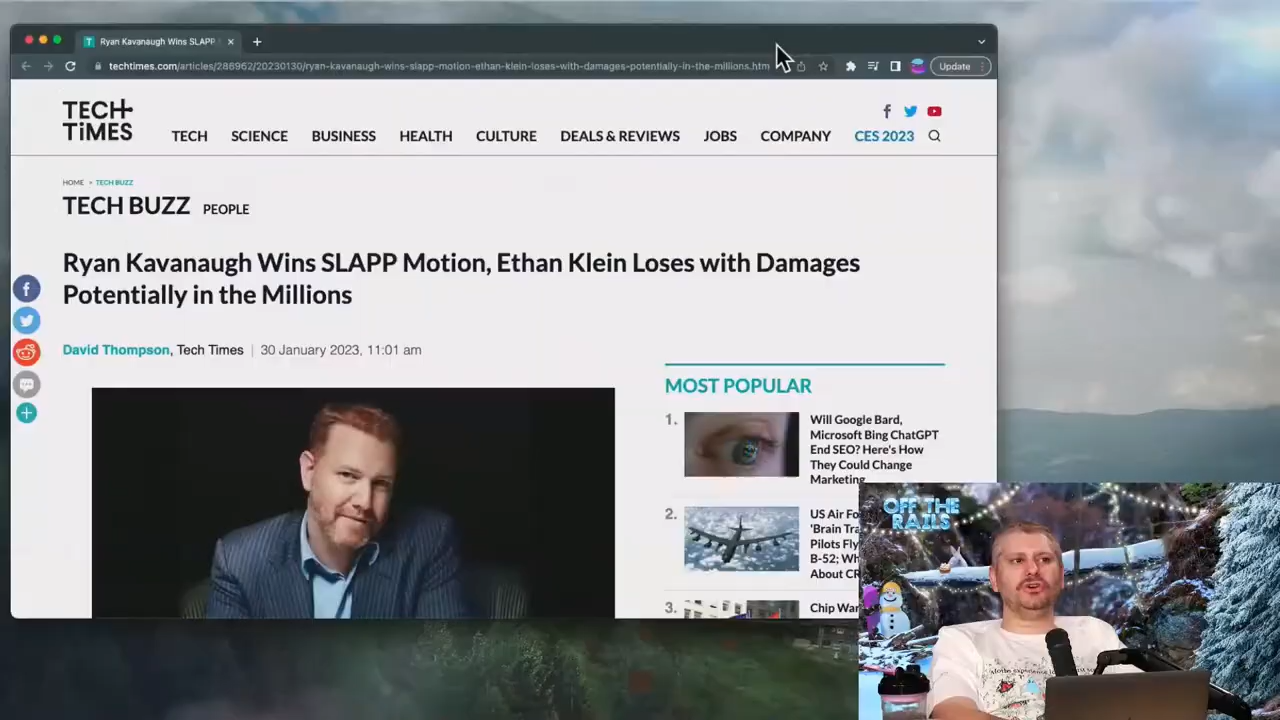 Ryan Kavanaugh Wins SLAPP
techtimes.com/articles/286962/20230130/ryan-kavanaugh-wins-slapp-motion-ethan-klein-loses-with-damages-potentially-in-the-millions.htm
Update
TECH
TiMES
TECH
SCIENCE
BUSINESS
HEALTH
CULTURE
DEALS & REVIEWS
JOBS
COMPANY
CES 2023
HOME
TECH BUZZ
TECH BUZZ PEOPLE
Ryan Kavanaugh Wins SLAPP Motion, Ethan Klein Loses with Damages
Potentially in the Millions
David Thompson, Tech Times | 30 January 2023, 11:01 am
MOST POPULAR
1.
Will Google Bard,
Microsoft Bing ChatGPT
End SEO? Here's How
They Could Change
Marketing
2.
US Air Fo
'Brain Tra
Pilots Fly
B-52; Wh
About CR
3.
Chip War
OFF THE
RAILS